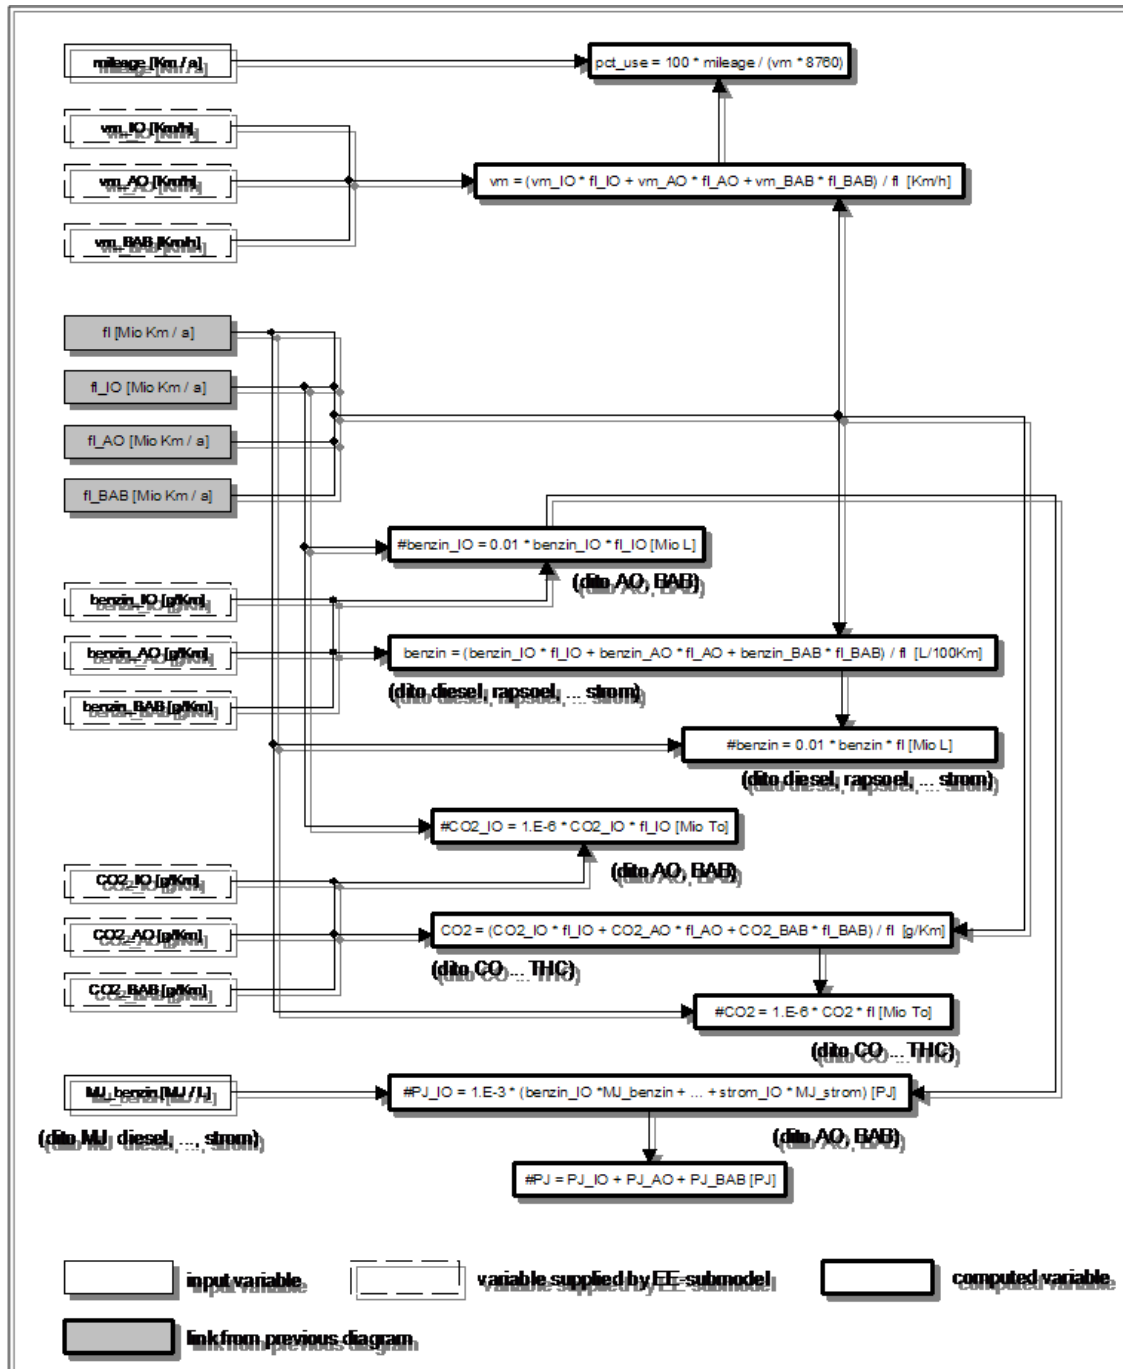 mileage [Km / a]
pct_use = 100 * mileage / (vm * 8760)
vm_IO [Km/h]
vm_AO [Km/h]
vm = (vm_IO * fl_IO + vm_AO * fl_AO + vm_BAB * fl_BAB) / fl [Km/h]
vm_BAB [Km/h]
fl [Mio Km / a]
fl_IO [Mio Km / a]
fl_AO [Mio Km / a]
fl_BAB [Mio Km / a]
#benzin_IO = 0.01 * benzin_IO * fl_IO [Mio L]
(dito AO, BAB)
benzin_IO [g/Km]
benzin_AO [g/Km]
benzin = (benzin_IO * fl_IO + benzin_AO * fl_AO + benzin_BAB * fl_BAB) / fl [L/100Km]
(dito diesel, rapsoel, ... strom)
benzin_BAB [g/Km]
#benzin = 0.01 * benzin * fl [Mio L]
(dito diesel, rapsoel, ... strom)
#CO2_IO = 1.E-6 * CO2_IO * fl_IO [Mio To]
(dito AO, BAB)
CO2_IO [g/Km]
CO2_AO [g/Km]
CO2 = (CO2_IO * fl_IO + CO2_AO * fl_AO + CO2_BAB * fl_BAB) / fl [g/Km]
(dito CO ... THC)
CO2_BAB [g/Km]
#CO2 = 1.E-6 * CO2 * fl [Mio To]
(dito CO ... THC)
MJ_benzin [MJ / L]
#PJ_IO = 1.E-3 * (benzin_IO *MJ_benzin + ... + strom_IO * MJ_strom) [PJ]
(dito MJ_diesel, ..., strom)
(dito AO, BAB)
#PJ = PJ_IO + PJ_AO + PJ_BAB [PJ]
input variable
variable supplied by EE-submodel
computed variable
link from previous diagram